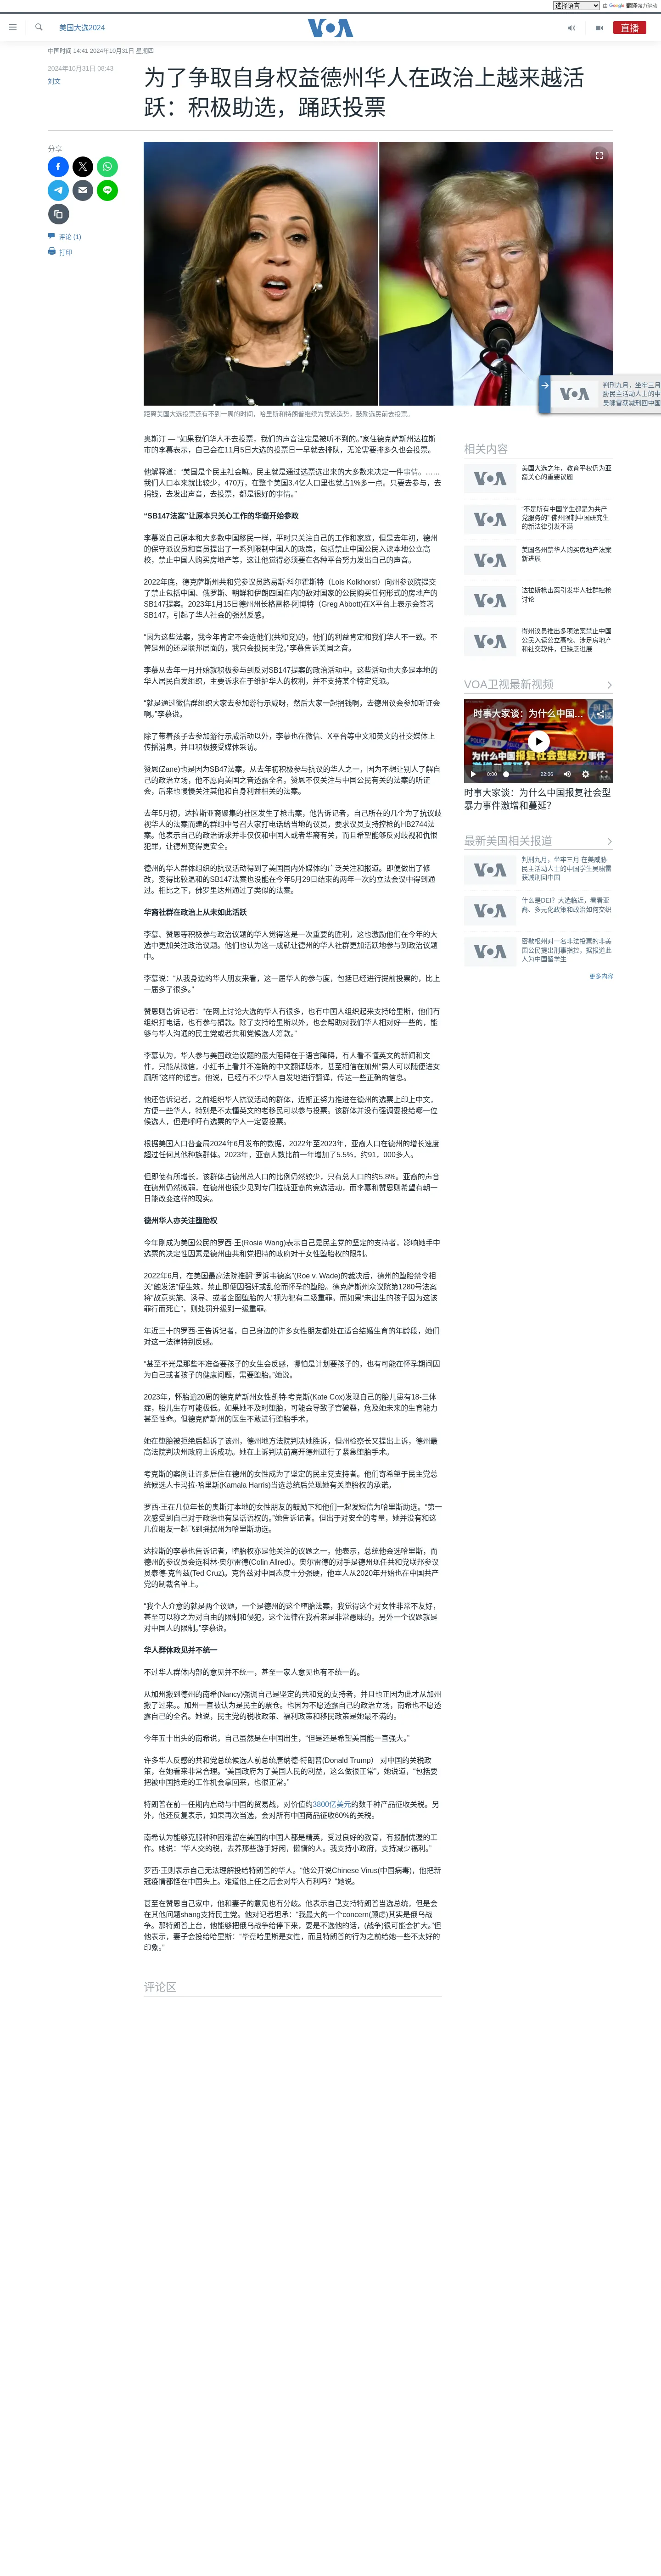 选择语言 由 Google 翻译强力驱动
美国大选2024
VOA
直播
中国时间 14:41 2024年10月31日 星期四
2024年10月31日 08:43
刘文
为了争取自身权益德州华人在政治上越来越活
跃：积极助选，踊跃投票
分享
评论 (1)
打印
距离美国大选投票还有不到一周的时间，哈里斯和特朗普继续为竞选造势，鼓励选民前去投票。
判刑九月，坐牢三月
胁民主活动人士的中
吴啸雷获减刑回中国
奥斯汀 — “如果我们华人不去投票，我们的声音注定是被听不到的。”家住德克萨斯州达拉斯
市的李慕表示，自己会在11月5日大选的投票日一早就去排队，无论需要排多久也会投票。
他解释道：“美国是个民主社会嘛。民主就是通过选票选出来的大多数来决定一件事情。……
我们人口本来就比较少，470万，在整个美国3.4亿人口里也就占1%多一点。只要去参与，去
捐钱，去发出声音，去投票，都是很好的事情。”
“SB147法案”让原本只关心工作的华裔开始参政
李慕说自己原本和大多数中国移民一样，平时只关注自己的工作和家庭，但是去年初，德州
的保守派议员和官员提出了一系列限制中国人的政策，包括禁止中国公民入读本地公立高
校，禁止中国人购买房地产等，这让他觉得必须要在各种平台努力发出自己的声音。
2022年底，德克萨斯州共和党参议员路易斯·科尔霍斯特（Lois Kolkhorst）向州参议院提交
了禁止包括中国、俄罗斯、朝鲜和伊朗四国在内的敌对国家的公民购买任何形式的房地产的
SB147提案。2023年1月15日德州州长格雷格·阿博特（Greg Abbott)在X平台上表示会签署
SB147，引起了华人社会的强烈反感。
“因为这些法案，我今年肯定不会选他们(共和党)的。他们的利益肯定和我们华人不一致。不
管是州的还是联邦层面的，我只会投民主党。”李慕告诉美国之音。
李慕从去年一月开始就积极参与到反对SB147提案的政治活动中。这些活动也大多是本地的
华人居民自发组织，主要诉求在于维护华人的权利，并不支持某个特定党派。
“就是通过微信群组织大家去参加游行示威呀，然后大家一起捐钱啊，去德州议会参加听证会
啊。”李慕说。
除了带着孩子去参加游行示威活动以外，李慕也在微信、X平台等中文和英文的社交媒体上
传播消息，并且积极接受媒体采访。
赞恩(Zane)也是因为SB47法案，从去年初积极参与抗议的华人之一，因为不想让别人了解自
己的政治立场，他不愿向美国之音透露全名。赞恩不仅关注与中国公民有关的法案的听证
会，后来也慢慢关注其他和自身利益相关的法案。
去年5月初，达拉斯亚裔聚集的社区发生了枪击案，他告诉记者，自己所在的几个为了抗议歧
视华人的法案而建的群组中号召大家打电话给当地的议员，要求议员支持控枪的HB2744法
案。他表示自己的政治诉求并非仅仅和中国人或者华裔有关，而且希望能够反对歧视和仇恨
犯罪，让德州变得更安全。
德州的华人群体组织的抗议活动得到了美国国内外媒体的广泛关注和报道。即便做出了修
改，变得比较温和的SB147法案也没能在今年5月29日结束的两年一次的立法会议中得到通
过。相比之下，佛罗里达州通过了类似的法案。
华裔社群在政治上从未如此活跃
李慕、赞恩等积极参与政治议题的华人觉得这是一次重要的胜利，这也激励他们在今年的大
选中更加关注政治议题。他们也认为这一成就让德州的华人社群更加活跃地参与到政治议题
中。
李慕说：“从我身边的华人朋友来看，这一届华人的参与度，包括已经进行提前投票的，比上
一届多了很多。”
赞恩则告诉记者：“在网上讨论大选的华人有很多，也有中国人组织起来支持哈里斯，他们有
组织打电话，也有参与捐款。除了支持哈里斯以外，也会帮助对我们华人相对好一些的，能
够与华人沟通的民主党或者共和党候选人筹款。”
李慕认为，华人参与美国政治议题的最大阻碍在于语言障碍，有人看不懂英文的新闻和文
件，只能从微信，小红书上看并不准确的中文翻译版本，甚至相信在加州“男人可以随便进女
厕所”这样的谣言。他说，已经有不少华人自发地进行翻译，传达一些正确的信息。
他还告诉记者，之前组织华人抗议活动的群体，近期正努力推进在德州的选票上印上中文，
方便一些华人，特别是不太懂英文的老移民可以参与投票。该群体并没有强调要投给哪一位
候选人，但是呼吁有选票的华人一定要投票。
根据美国人口普查局2024年6月发布的数据，2022年至2023年，亚裔人口在德州的增长速度
超过任何其他种族群体。2023年，亚裔人数比前一年增加了5.5%，约91，000多人。
但即使有所增长，该群体占德州总人口的比例仍然较少，只有总人口的约5.8%。亚裔的声音
在德州仍然微弱，在德州也很少见到专门拉拢亚裔的竞选活动，而李慕和赞恩则希望有朝一
日能改变这样的现实。
德州华人亦关注堕胎权
今年刚成为美国公民的罗西·王(Rosie Wang)表示自己是民主党的坚定的支持者，影响她手中
选票的决定性因素是德州由共和党把持的政府对于女性堕胎权的限制。
2022年6月，在美国最高法院推翻“罗诉韦德案”(Roe v. Wade)的裁决后，德州的堕胎禁令相
关“触发法”便生效，禁止即便因强奸或乱伦而怀孕的堕胎。德克萨斯州众议院第1280号法案
将“故意实施、诱导、或者企图堕胎的人”视为犯有二级重罪。而如果“未出生的孩子因为这该
罪行而死亡”，则处罚升级到一级重罪。
年近三十的罗西·王告诉记者，自己身边的许多女性朋友都处在适合结婚生育的年龄段，她们
对这一法律特别反感。
“甚至不光是那些不准备要孩子的女生会反感，哪怕是计划要孩子的，也有可能在怀孕期间因
为自己或者孩子的健康问题，需要堕胎。”她说。
2023年，怀胎逾20周的德克萨斯州女性凯特·考克斯(Kate Cox)发现自己的胎儿患有18-三体
症，胎儿生存可能极低。如果她不及时堕胎，可能会导致子宫破裂，危及她未来的生育能力
甚至性命。但德克萨斯州的医生不敢进行堕胎手术。
她在堕胎被拒绝后起诉了该州，德州地方法院判决她胜诉，但州检察长又提出上诉，德州最
高法院判决州政府上诉成功。她在上诉判决前离开德州进行了紧急堕胎手术。
考克斯的案例让许多居住在德州的女性成为了坚定的民主党支持者。他们寄希望于民主党总
统候选人卡玛拉·哈里斯(Kamala Harris)当选总统后兑现她有关堕胎权的承诺。
罗西·王在几位年长的奥斯汀本地的女性朋友的鼓励下和他们一起发短信为哈里斯助选。“第一
次感受到自己对于政治也有是话语权的。”她告诉记者。但出于对安全的考量，她并没有和这
几位朋友一起飞到摇摆州为哈里斯助选。
达拉斯的李慕也告诉记者，堕胎权亦是他关注的议题之一。他表示，总统他会选哈里斯，而
德州的参议员会选科林·奥尔雷德(Colin Allred）。奥尔雷德的对手是德州现任共和党联邦参议
员泰德·克鲁兹(Ted Cruz)。克鲁兹对中国态度十分强硬，他本人从2020年开始也在中国共产
党的制裁名单上。
“我个人介意的就是两个议题，一个是德州的这个堕胎法案，我觉得这个对女性非常不友好，
甚至可以称之为对自由的限制和侵犯，这个法律在我看来是非常愚昧的。另外一个议题就是
对中国人的限制。”李慕说。
华人群体政见并不统一
不过华人群体内部的意见并不统一，甚至一家人意见也有不统一的。
从加州搬到德州的南希(Nancy)强调自己是坚定的共和党的支持者，并且也正因为此才从加州
搬了过来。。加州一直被认为是民主的票仓。也因为不愿透露自己的政治立场，南希也不愿透
露自己的全名。她说，民主党的税收政策、福利政策和移民政策是她最不满的。
今年五十出头的南希说，自己虽然是在中国出生，“但是还是希望美国能一直强大。”
许多华人反感的共和党总统候选人前总统唐纳德·特朗普(Donald Trump） 对中国的关税政
策，在她看来非常合理。“美国政府为了美国人民的利益，这么做很正常”，她说道，“包括要
把被中国抢走的工作机会拿回来，也很正常。”
特朗普在前一任期内启动与中国的贸易战，对价值约3800亿美元的数千种产品征收关税。另
外，他还反复表示，如果再次当选，会对所有中国商品征收60%的关税。
南希认为能够克服种种困难留在美国的中国人都是精英，受过良好的教育，有报酬优渥的工
作。她说：“华人交的税，去养那些游手好闲，懒惰的人。我支持小政府，支持减少福利。”
罗西·王则表示自己无法理解投给特朗普的华人。“他公开说Chinese Virus(中国病毒)，他把新
冠疫情都怪在中国头上。难道他上任之后会对华人有利吗？”她说。
甚至在赞恩自己家中，他和妻子的意见也有分歧。他表示自己支持特朗普当选总统，但是会
在其他问题shang支持民主党。他对记者坦承：“我最大的一个concern(顾虑)其实是俄乌战
争。那特朗普上台，他能够把俄乌战争给停下来，要是不选他的话，(战争)很可能会扩大。”但
他表示，妻子会投给哈里斯：“毕竟哈里斯是女性，而且特朗普的行为之前给她一些不太好的
印象。”
评论区
相关内容
美国大选之年，教育平权仍为亚
裔关心的重要议题
“不是所有中国学生都是为共产
党服务的” 佛州限制中国研究生
的新法律引发不满
美国各州禁华人购买房地产法案
新进展
达拉斯枪击案引发华人社群控枪
讨论
得州议员推出多项法案禁止中国
公民入读公立高校、涉足房地产
和社交软件，但缺乏进展
VOA卫视最新视频
时事大家谈：为什么中国…
为什么中国报复社会型暴力事件
激增和蔓延?
0:00 22:06
时事大家谈：为什么中国报复社会型
暴力事件激增和蔓延？
最新美国相关报道
判刑九月，坐牢三月 在美威胁
民主活动人士的中国学生吴啸雷
获减刑回中国
什么是DEI？大选临近，看看亚
裔、多元化政策和政治如何交织
密歇根州对一名非法投票的非美
国公民提出刑事指控，据报道此
人为中国留学生
更多内容